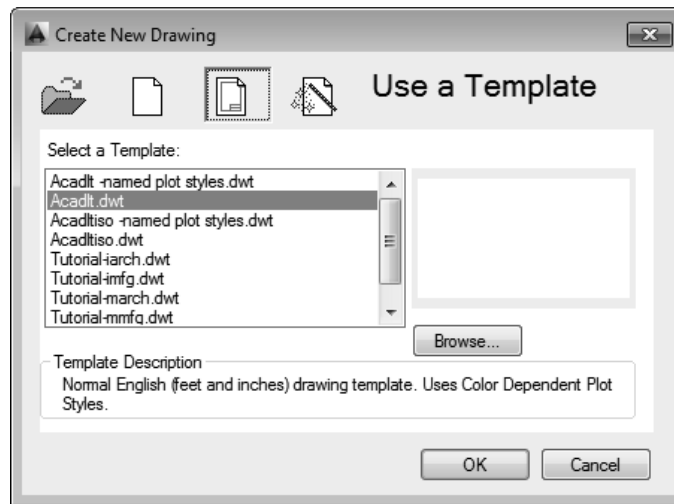 Create New Drawing
Use a Template
Select a Template:
Acadlt -named plot styles.dwt
Acadlt.dwt
Acadltiso -named plot styles.dwt
Acadltiso.dwt
Tutorial-iarch.dwt
Tutorial-imfg.dwt
Tutorial-march.dwt
Tutorial-mmfg.dwt
Browse...
Template Description
Normal English (feet and inches) drawing template. Uses Color Dependent Plot
Styles.
OK
Cancel